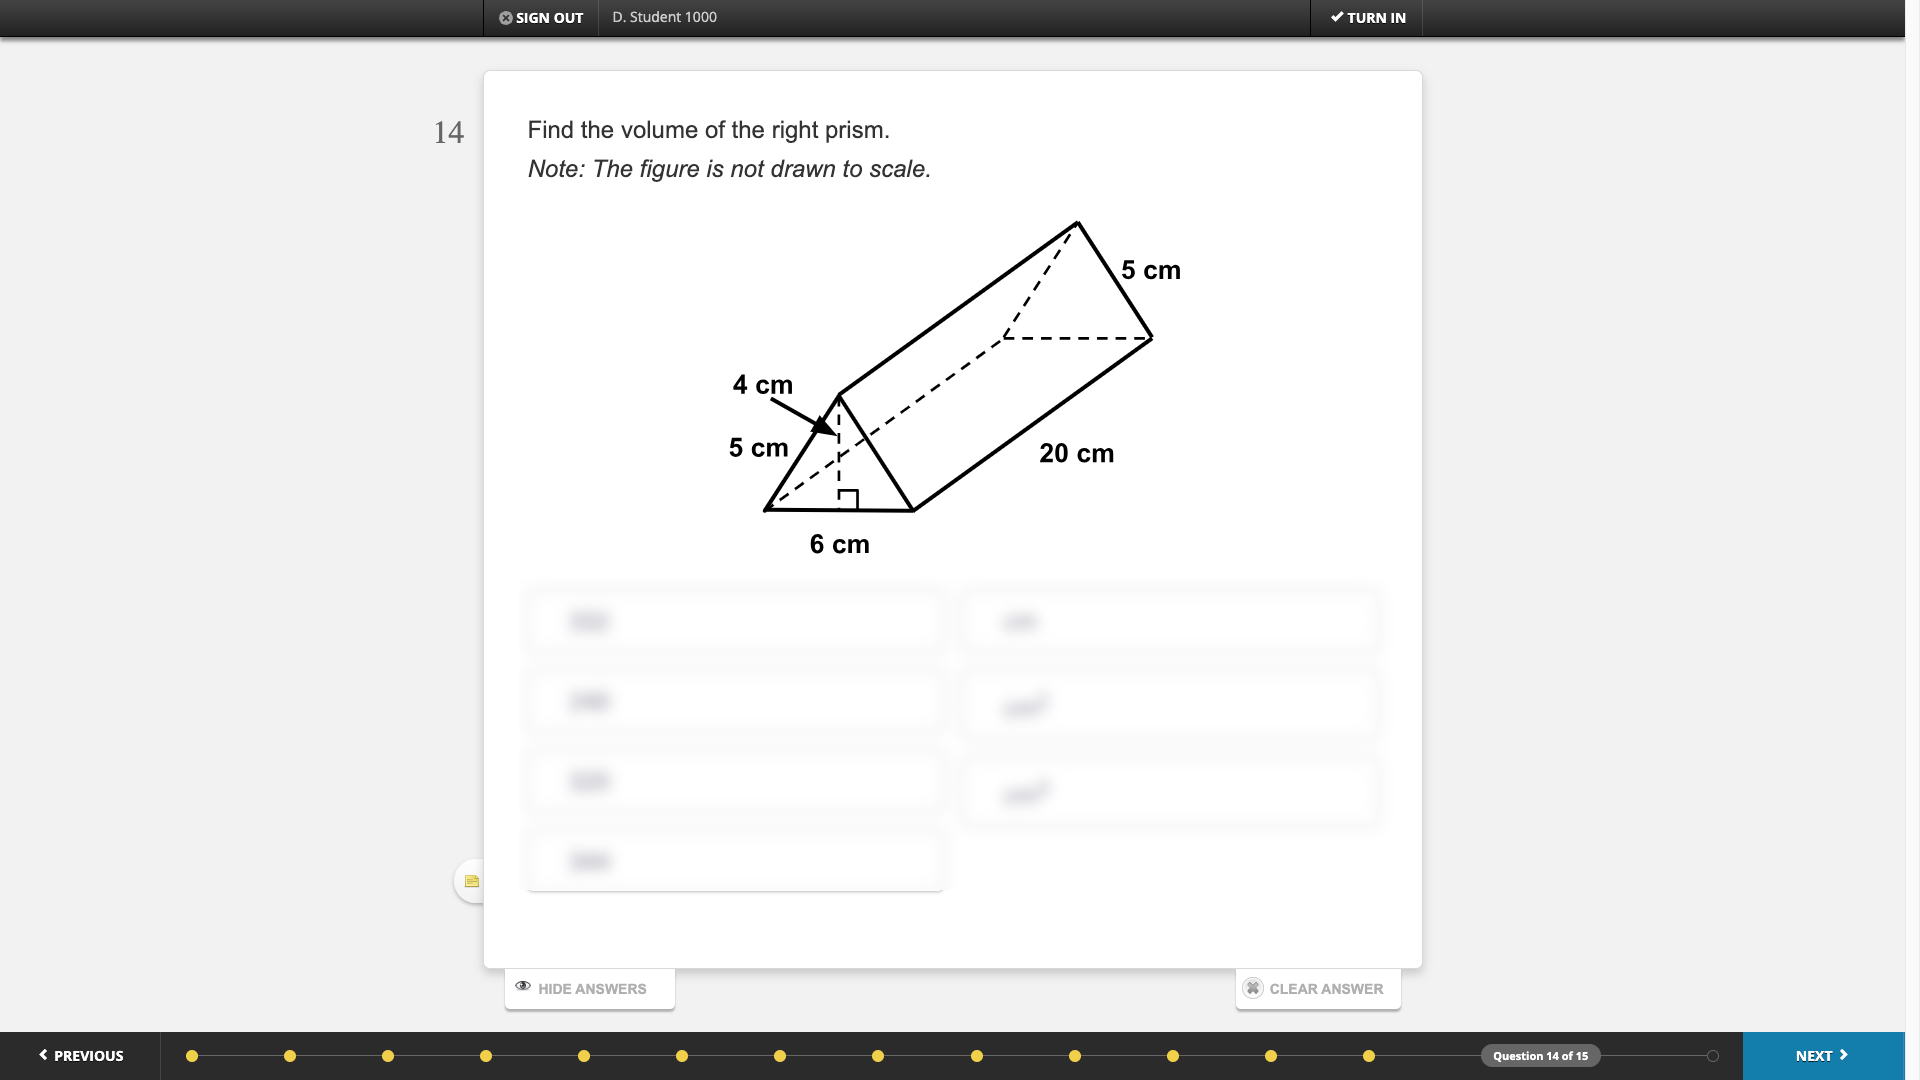 SIGN OUT
D. Student 1000
TURN IN
14
Find the volume of the right prism.
Note: The figure is not drawn to scale.
5 cm
4 cm
5 cm
20 cm
6 cm
HIDE ANSWERS
CLEAR ANSWER
PREVIOUS
Question 14 of 15
NEXT